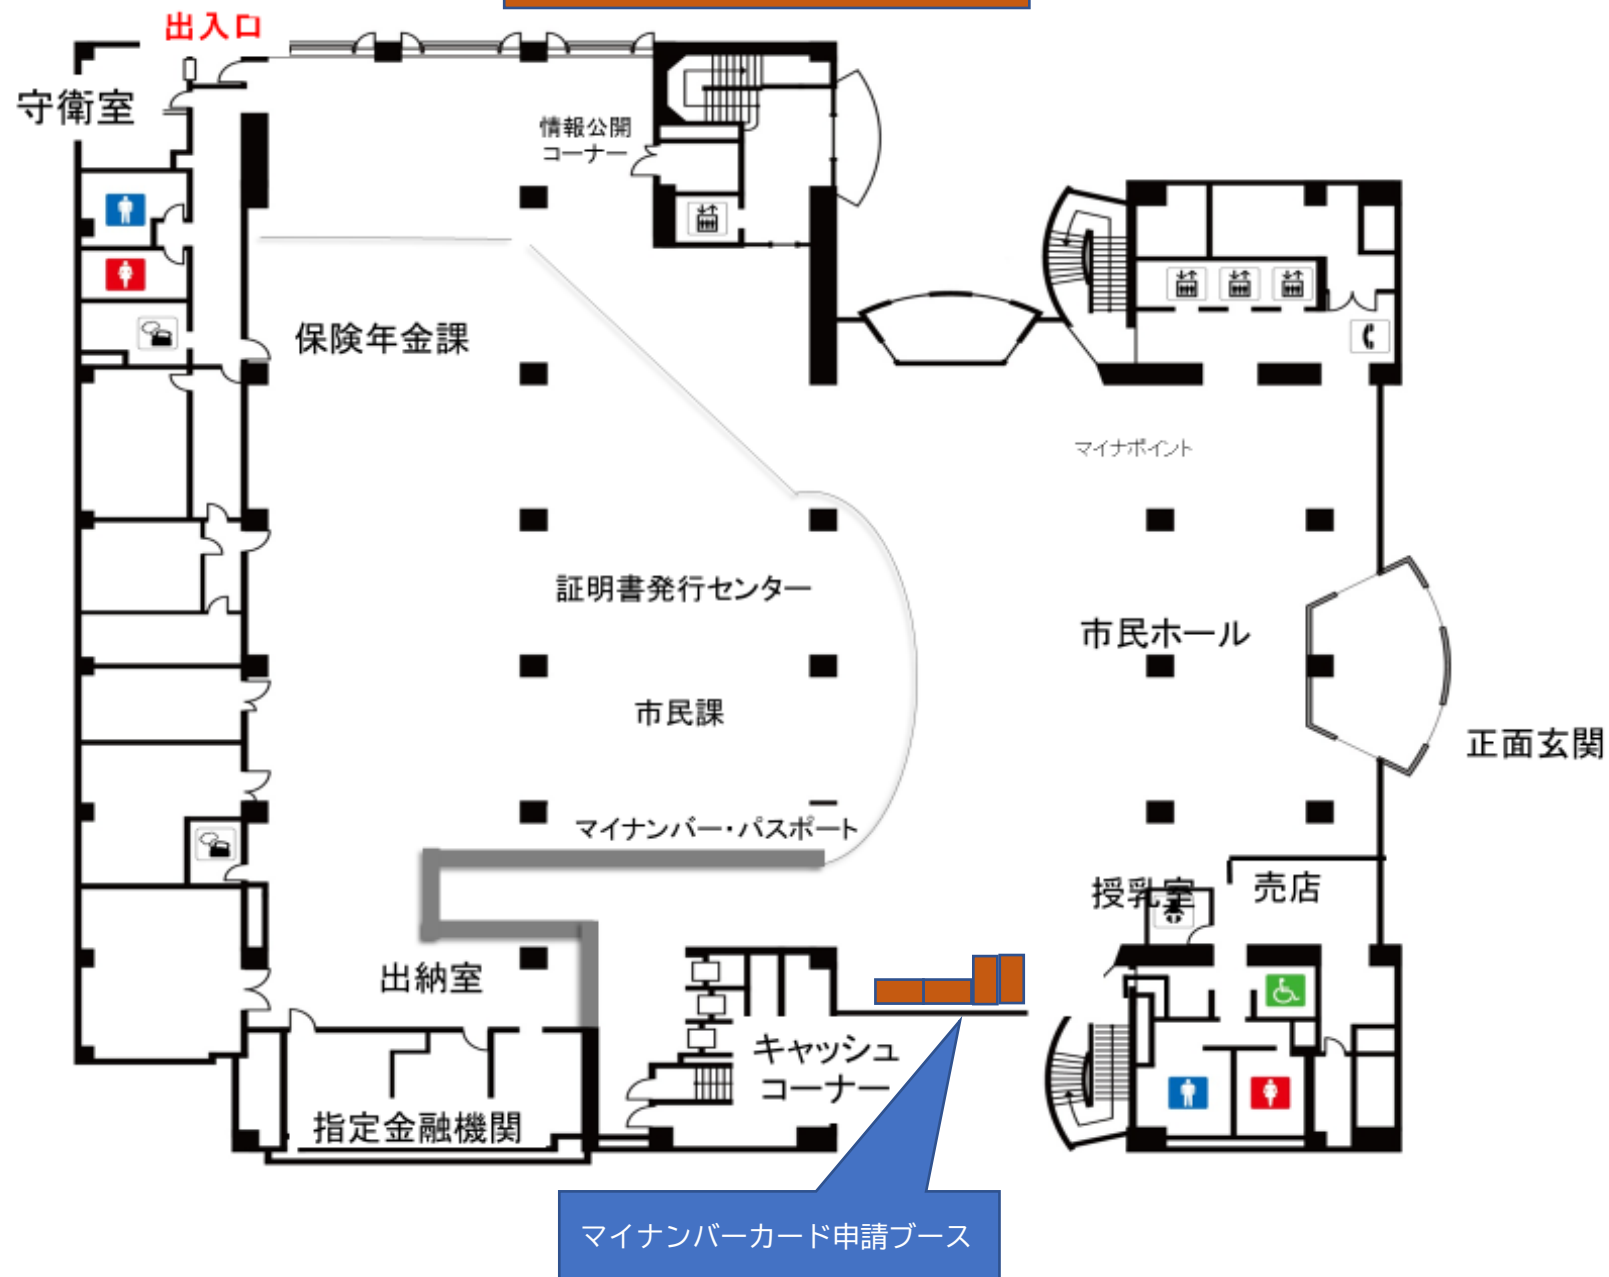 出入口
守衛室
情報公開
コーナー
保険年金課
マイナポイント
証明書発行センター
市民ホール
市民課
正面玄関
マイナンバー・パスポート
授乳室
売店
出納室
キャッシュ
コーナー
指定金融機関
マイナンバーカード申請ブース